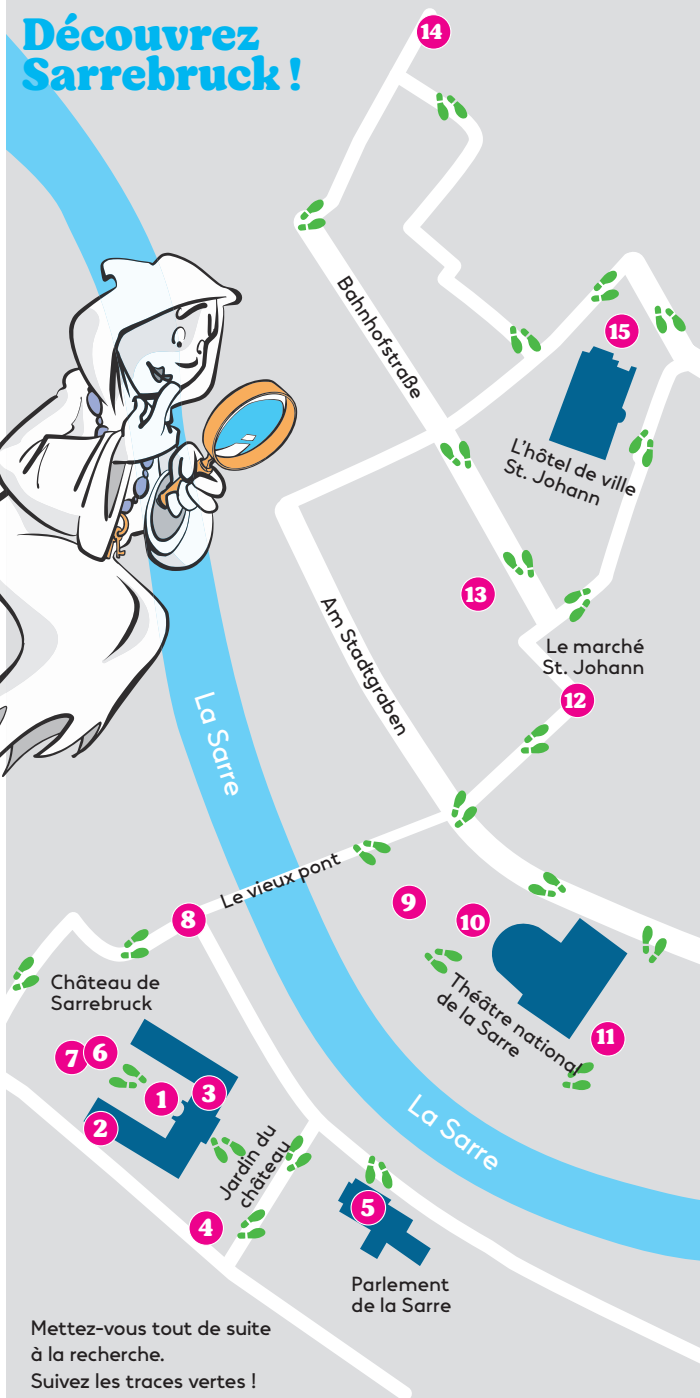 Découvrez
Sarrebruck !
14
15
Bahnhofstraße
L'hôtel de ville
St. Johann
13
Am Stadtgraben
Le marché
St. Johann
12
La Sarre
Le vieux pont
8
9
10
Château de
Sarrebruck
Théâtre national
de la Sarre
11
7
6
1
3
2
La Sarre
Jardin du
château
4
5
Parlement
de la Sarre
Mettez-vous tout de suite
à la recherche.
Suivez les traces vertes !